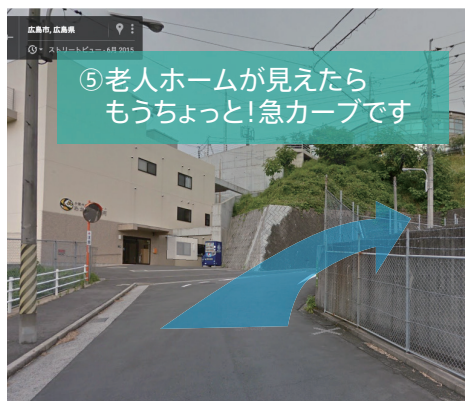 広島市, 広島県
ストリートビュー - 6月 2015
⑤老人ホームが見えたら
もうちょっと!急カーブです